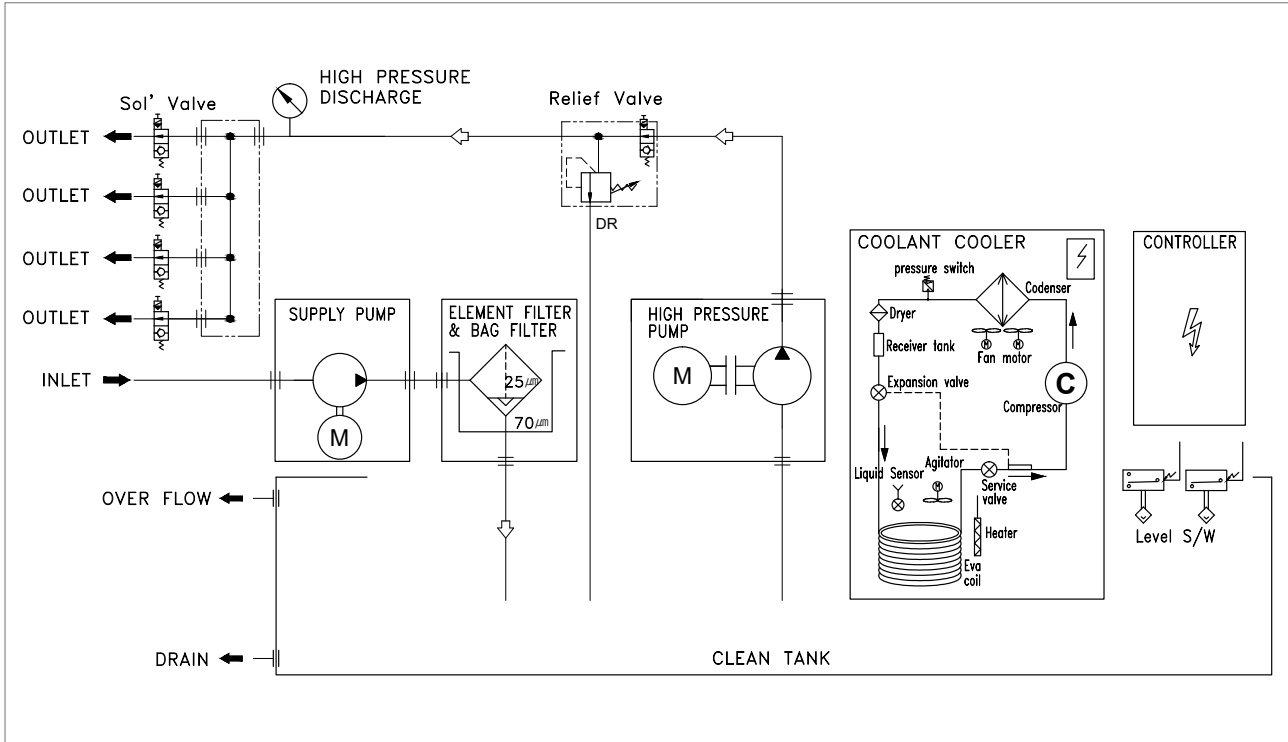 HIGH PRESSURE
DISCHARGE
Sol' Valve
Relief Valve
OUTLET
OUTLET
OUTLET
OUTLET
DR
INLET
SUPPLY PUMP
M
ELEMENT FILTER
& BAG FILTER
25㎛
70㎛
HIGH PRESSURE
PUMP
M
COOLANT COOLER
pressure switch
Codenser
Dryer
M
M
Fan motor
Receiver tank
Expansion valve
C
Compressor
Liquid Sensor
Agitator
M
Service
valve
Heater
Eva
coil
CONTROLLER
Level S/W
OVER FLOW
DRAIN
CLEAN TANK